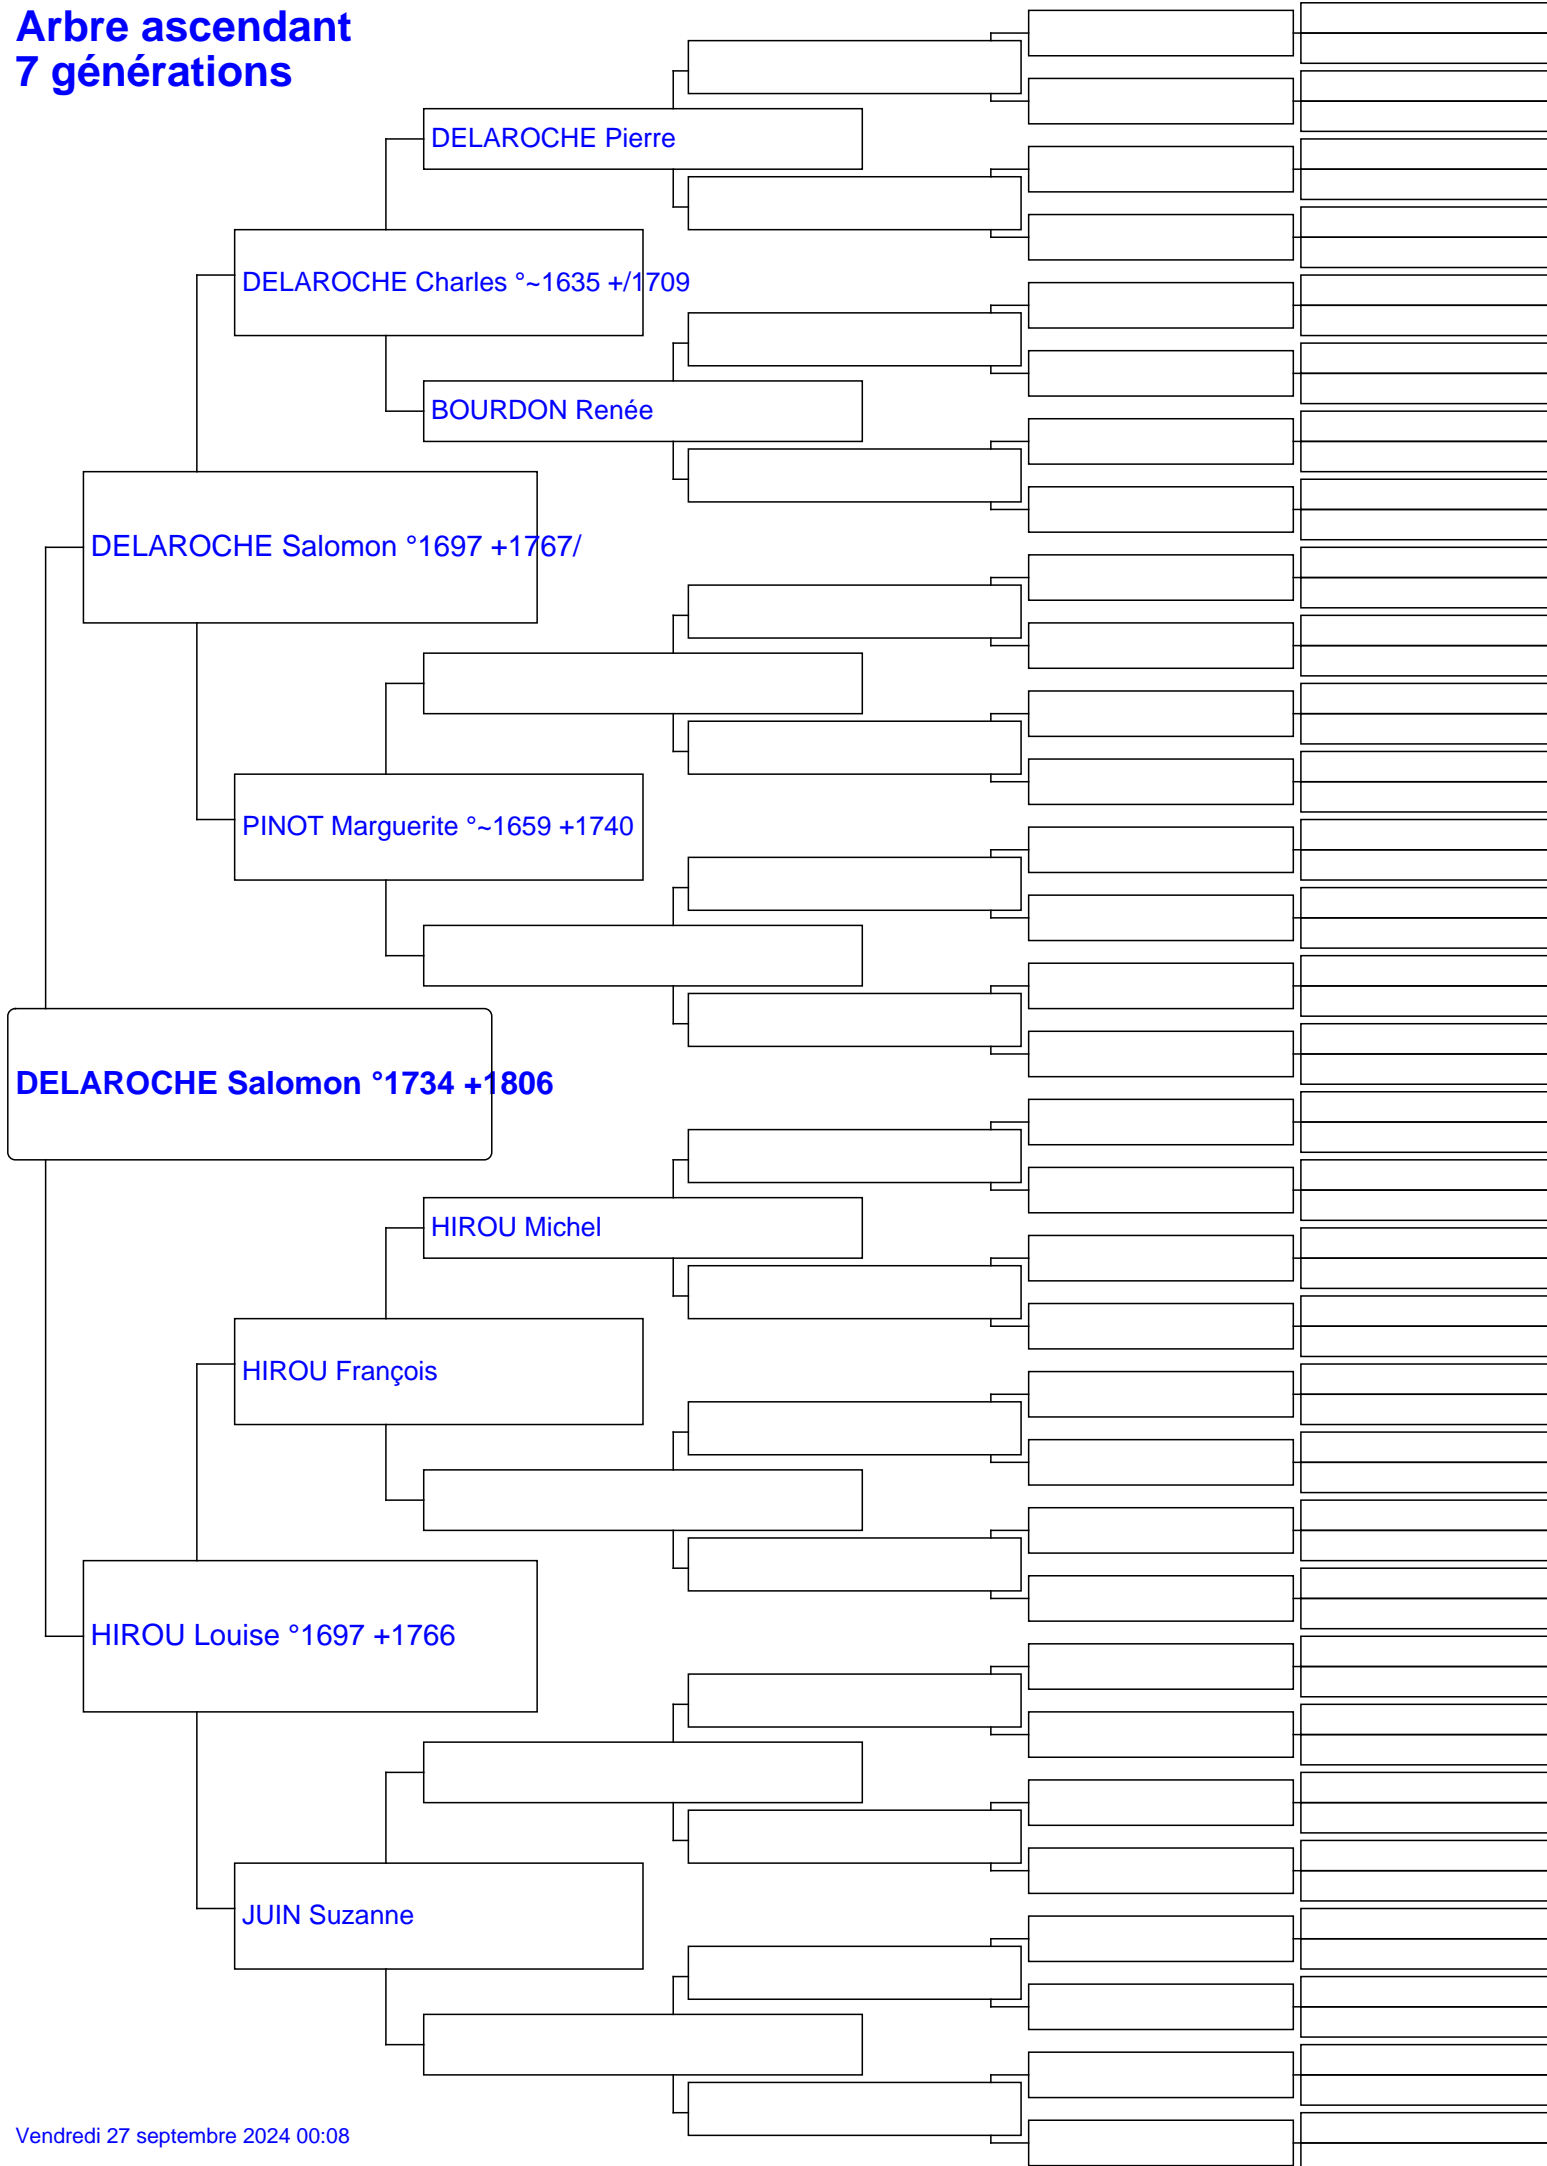 Arbre ascendant
7 générations
DELAROCHE Pierre
DELAROCHE Charles °~1635 +/1709
BOURDON Renée
DELAROCHE Salomon °1697 +1767/
PINOT Marguerite °~1659 +1740
DELAROCHE Salomon °1734 +1806
HIROU Michel
HIROU François
HIROU Louise °1697 +1766
JUIN Suzanne
Vendredi 27 septembre 2024 00:08